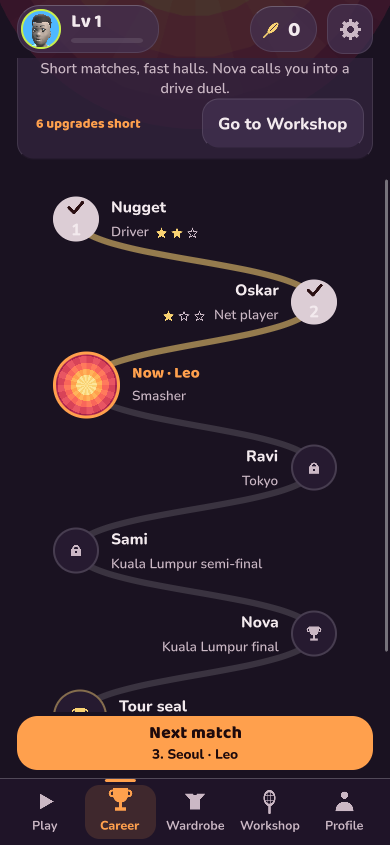 Lv 1
0
Short matches, fast halls. Nova calls you into a
drive duel.
6 upgrades short
Go to Workshop
1
Nugget
Driver
Oskar
Net player
2
Now · Leo
Smasher
Ravi
Tokyo
Sami
Kuala Lumpur semi-final
Nova
Kuala Lumpur final
Tour seal
Next match
3. Seoul · Leo
Play
Career
Wardrobe
Workshop
Profile